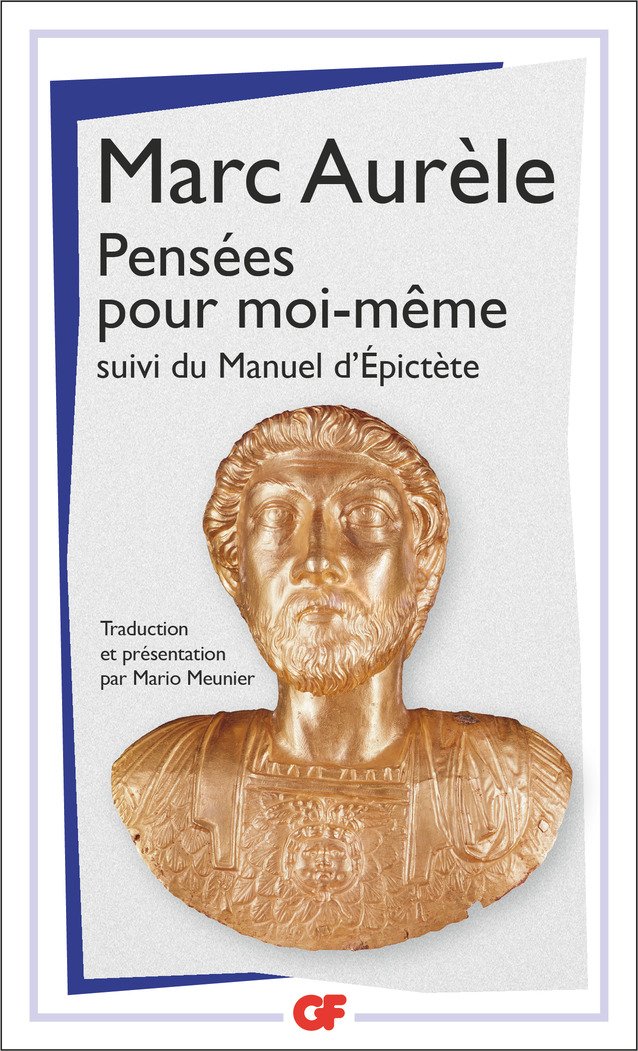 Marc Aurèle
Pensées
pour moi-même
suivi du Manuel d’Épictète
Traduction
et présentation
par Mario Meunier
GF